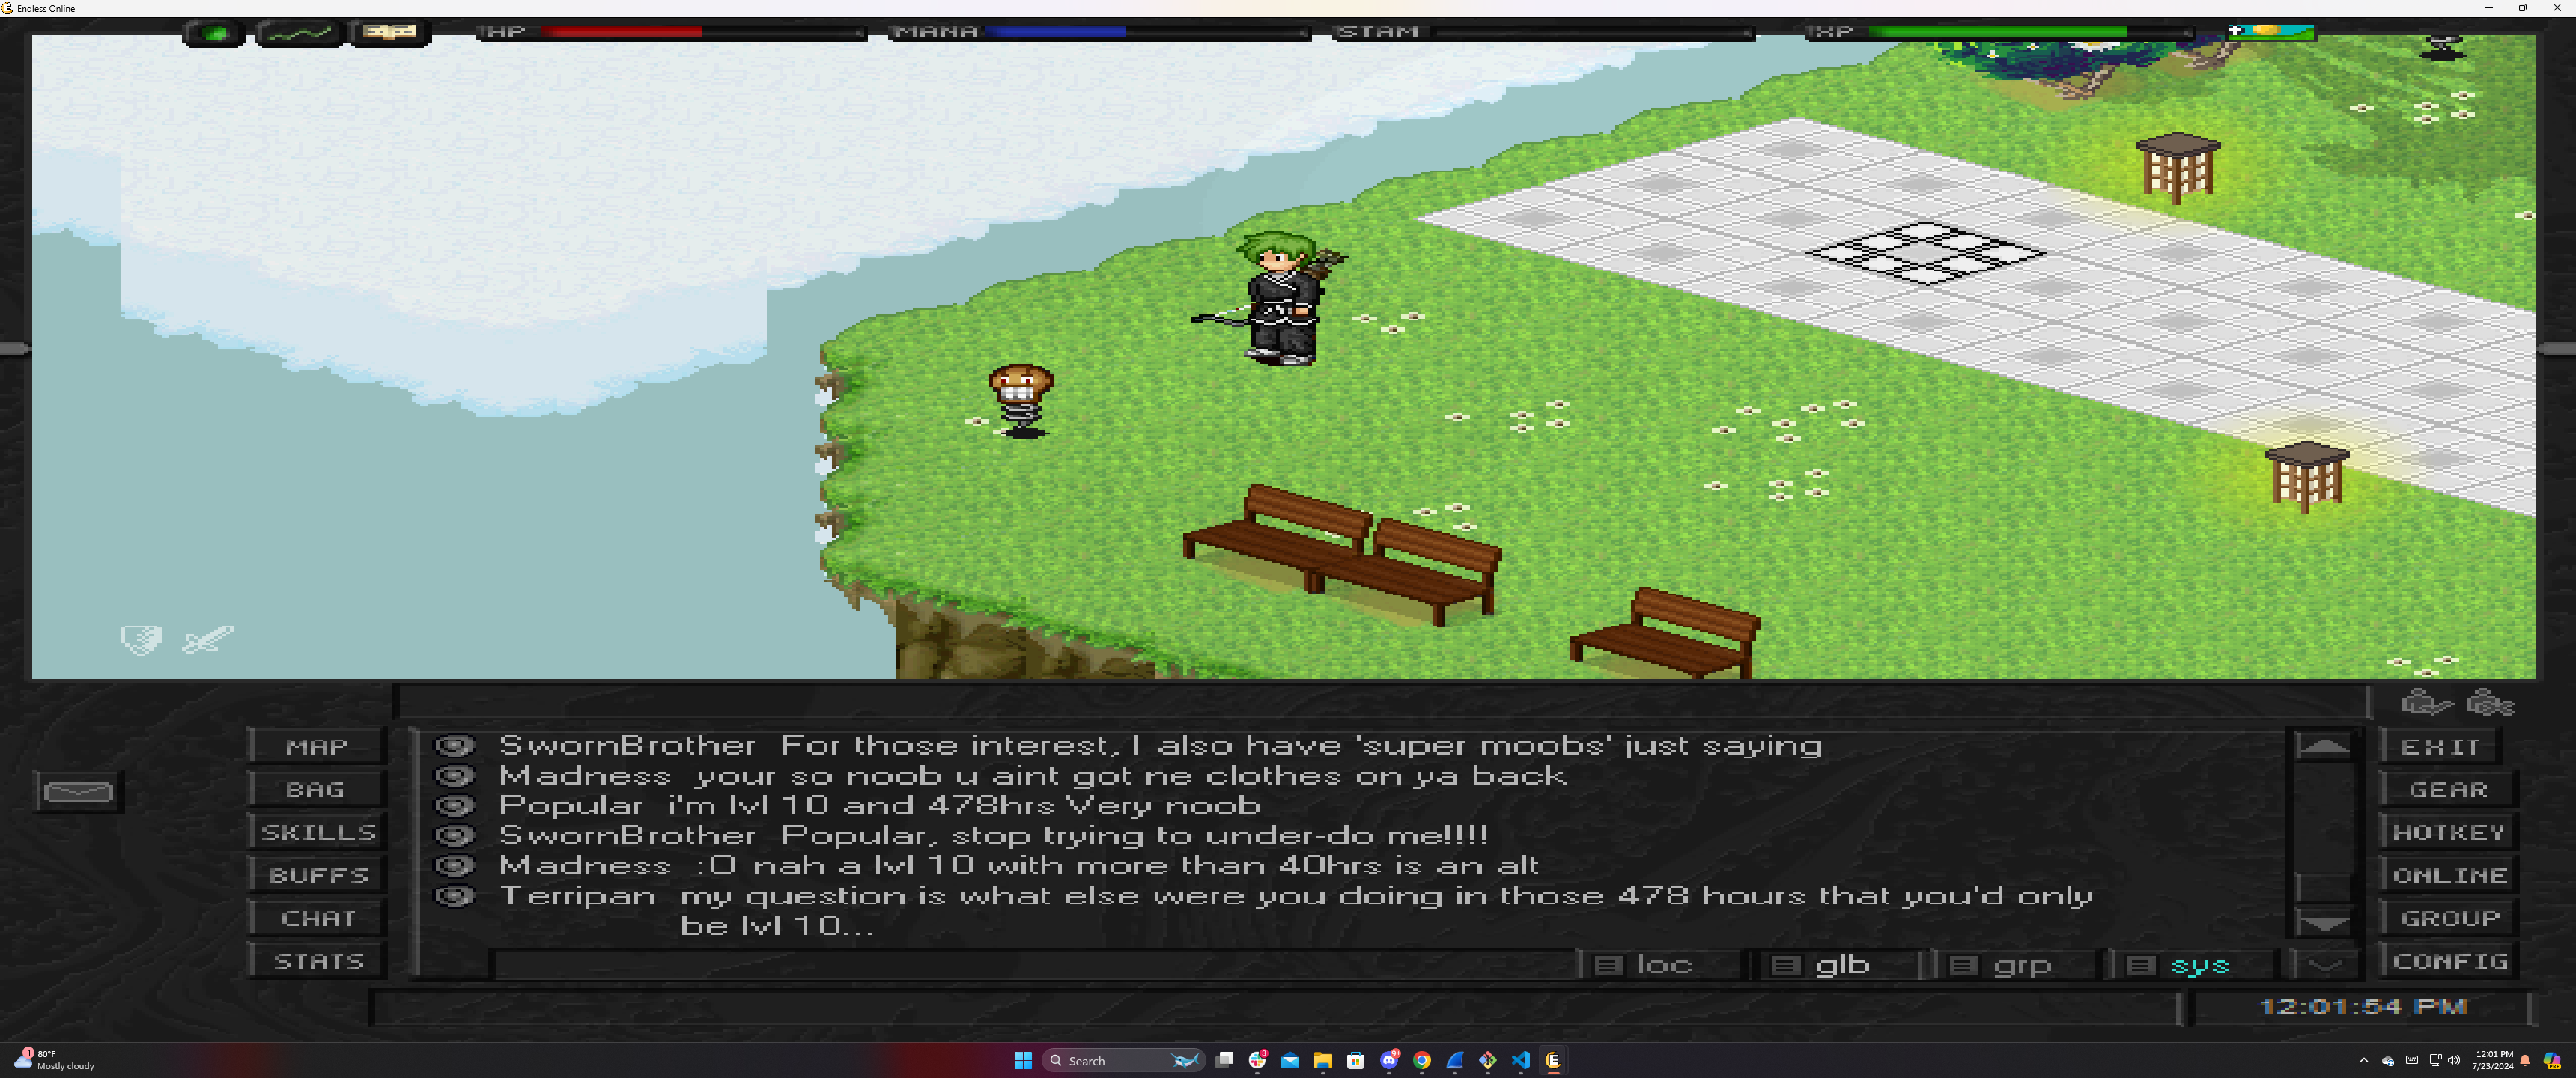 Endless Online
HP
MANA
STAM
XP
MAP
BAG
SKILLS
BUFFS
CHAT
STATS
SwornBrother For those interest, I also have 'super moobs' just saying
Madness your so noob u aint got ne clothes on ya back
Popular i'm lvl 10 and 478hrs Very noob
SwornBrother Popular, stop trying to under-do me!!!!
Madness :O nah a lvl 10 with more than 40hrs is an alt
Terripan my question is what else were you doing in those 478 hours that you'd only
be lvl 10...
loc glb grp sys
EXIT
GEAR
HOTKEY
ONLINE
GROUP
CONFIG
12:01:54 PM
1
80°F
Mostly cloudy
Search
3
9+
12:01 PM
7/23/2024